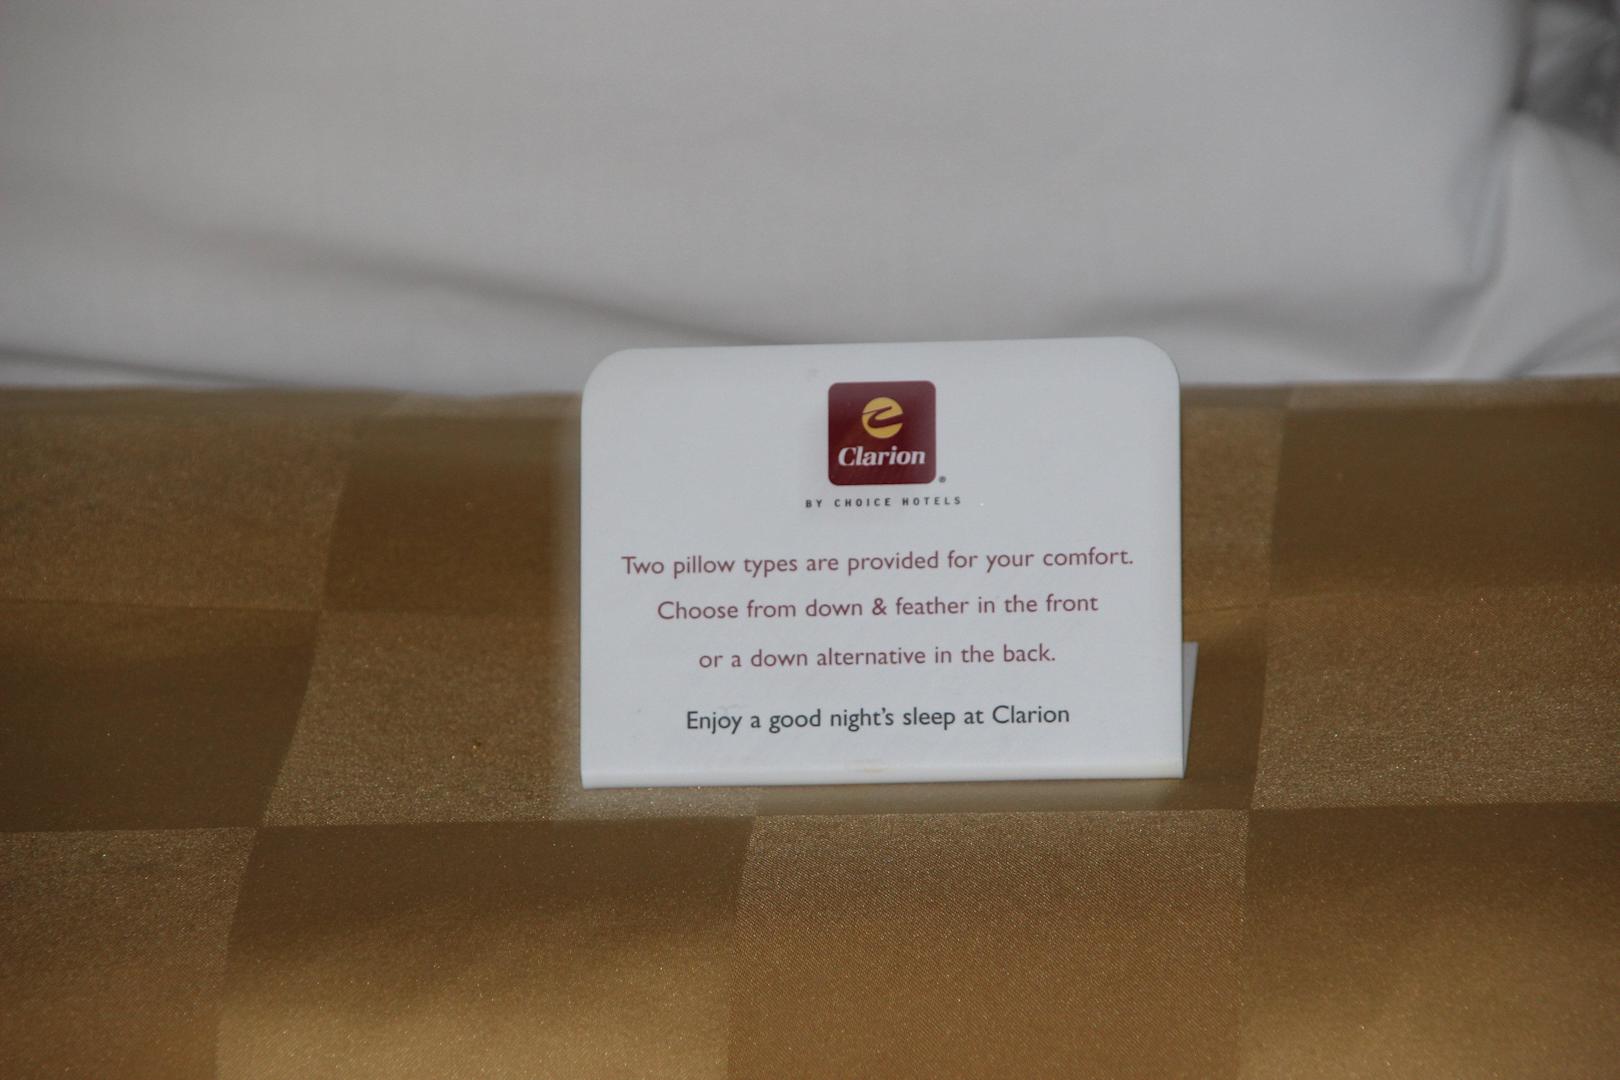 Clarion®
BY CHOICE HOTELS
Two pillow types are provided for your comfort.
Choose from down & feather in the front
or a down alternative in the back.
Enjoy a good night's sleep at Clarion